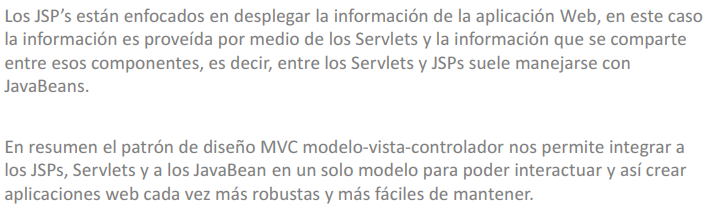 Los JSP’s están enfocados en desplegar la información de la aplicación Web, en este caso
la información es proveída por medio de los Servlets y la información que se comparte
entre esos componentes, es decir, entre los Servlets y JSPs suele manejarse con
JavaBeans.
En resumen el patrón de diseño MVC modelo-vista-controlador nos permite integrar a
los JSPs, Servlets y a los JavaBean en un solo modelo para poder interactuar y así crear
aplicaciones web cada vez más robustas y más fáciles de mantener.